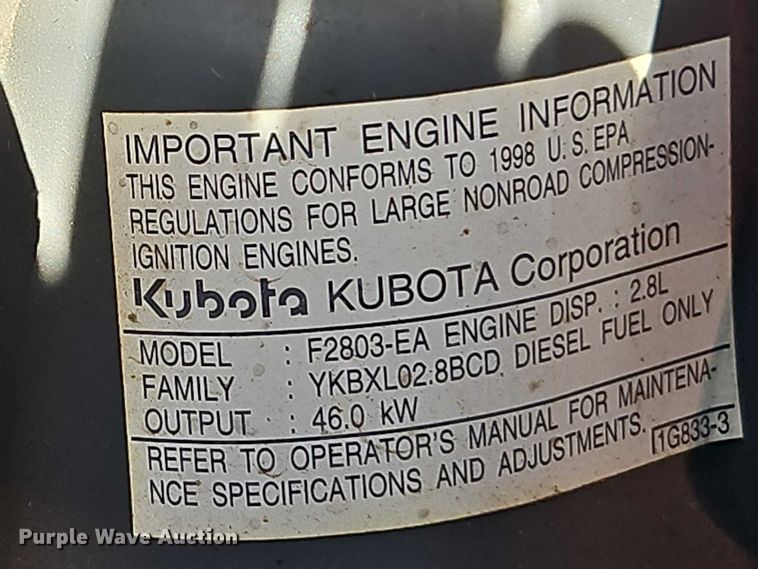 IMPORTANT ENGINE INFORMATION
THIS ENGINE CONFORMS TO 1998 U.S.EPA
REGULATIONS FOR LARGE NONROAD COMPRESSION-
IGNITION ENGINES.
Kubota KUBOTA Corporation
MODEL : F2803-EA ENGINE DISP. : 2.8L
FAMILY : YKBXL02.8BCD DIESEL FUEL ONLY
OUTPUT : 46.0 kW
REFER TO OPERATOR'S MANUAL FOR MAINTENA-
NCE SPECIFICATIONS AND ADJUSTMENTS. 1G833-3
Purple Wave Auction